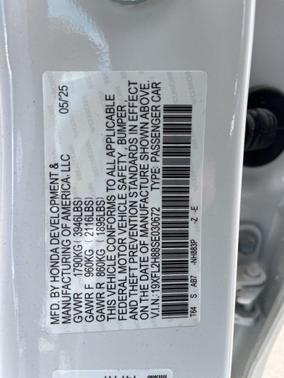 MFD. BY HONDA DEVELOPMENT & 05/25
MANUFACTURING OF AMERICA, LLC
GVWR 1790KG ( 3946LBS)
GAWR F 960KG ( 2116LBS)
GAWR R 860KG ( 1896LBS)
THIS VEHICLE CONFORMS TO ALL APPLICABLE
FEDERAL MOTOR VEHICLE SAFETY, BUMPER,
AND THEFT PREVENTION STANDARDS IN EFFECT
ON THE DATE OF MANUFACTURE SHOWN ABOVE.
V.I.N.: 19XFL2H88SE030672 TYPE: PASSENGER CAR
T64 S AB7 -NH883P -Z -E